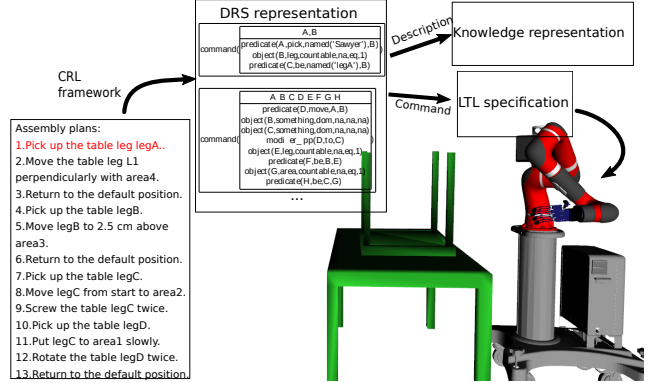 DRS representation
A,B
predicate(A,pick,named('Sawyer'),B)
command( object(B,leg,countable,na,eq,1) )
predicate(C,be,named('legA'),B)
A B C D E F G H
predicate(D,move,A,B)
object(B,something,dom,na,na,na)
object(C,something,dom,na,na,na)
modi er_ pp(D,to,C)
command( object(E,leg,countable,na,eq,1) )
predicate(F,be,B,E)
object(G,area,countable,na,eq,1)
predicate(H,be,C,G)
...
Description
Knowledge representation
Command
LTL specification
CRL
framework
Assembly plans:
1.Pick up the table leg legA..
2.Move the table leg L1
perpendicularly with area4.
3.Return to the default position.
4.Pick up the table legB.
5.Move legB to 2.5 cm above
area3.
6.Return to the default position.
7.Pick up the table legC.
8.Move legC from start to area2.
9.Screw the table legC twice.
10.Pick up the table legD.
11.Put legC to area1 slowly.
12.Rotate the table legD twice.
13.Return to the default position.